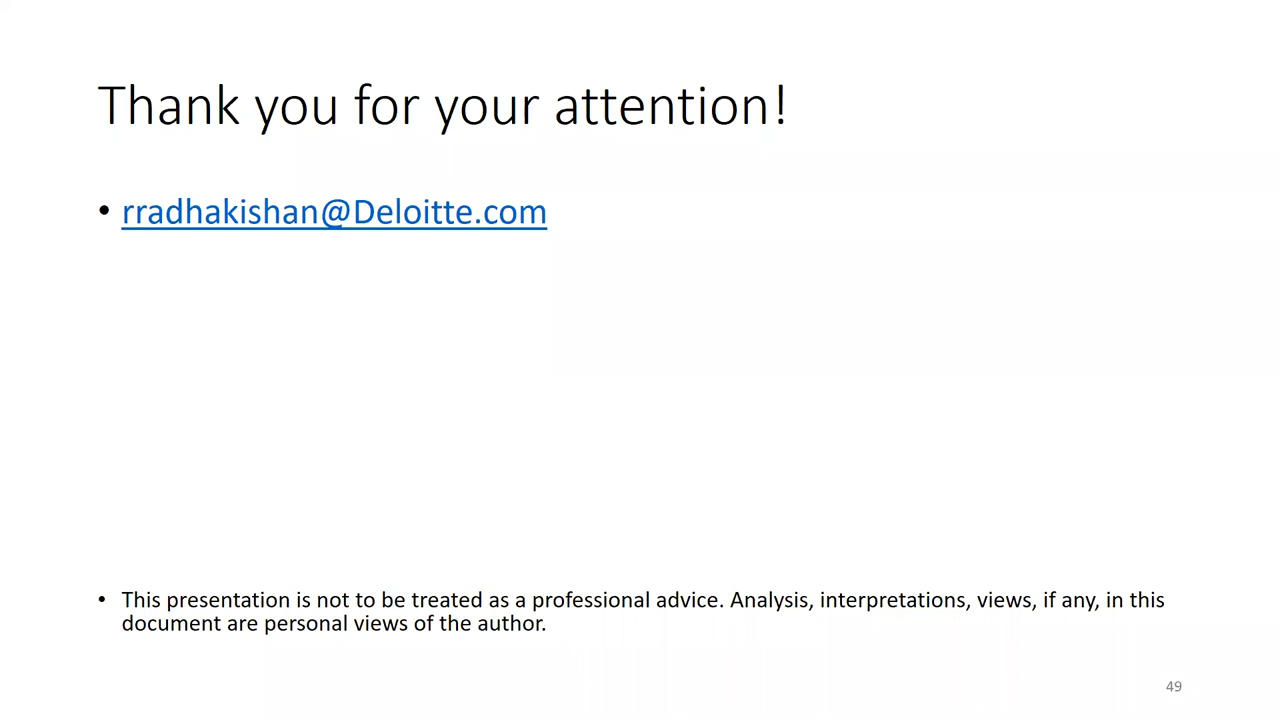 Thank you for your attention!
• rradhakishan@Deloitte.com
• This presentation is not to be treated as a professional advice. Analysis, interpretations, views, if any, in this
document are personal views of the author.
49